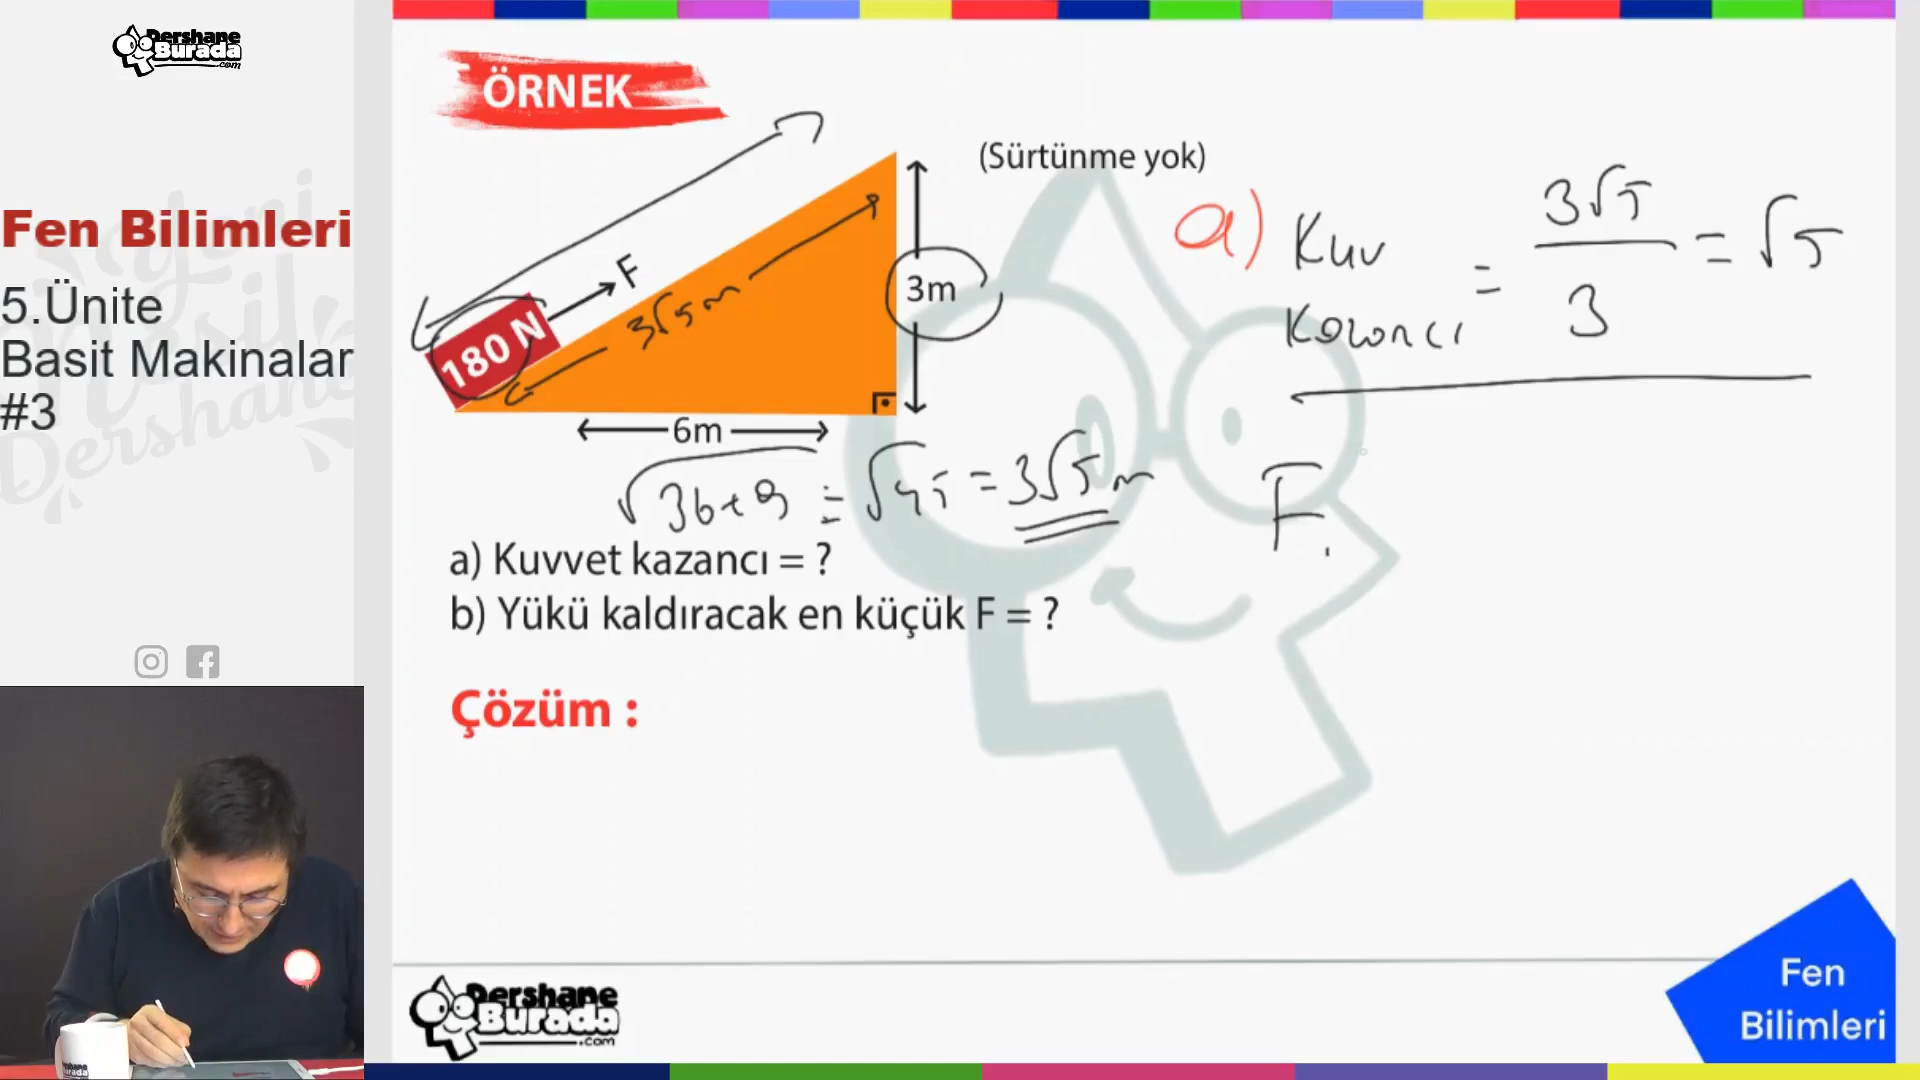 Dershane
Burada
.com
Fen Bilimleri
5.Ünite
Basit Makinalar
#3
ÖRNEK
(Sürtünme yok)
F
180 N
3√5 m
3m
6m
√36+9 = √45 = 3√5 m
a) Kuv Kazancı = 3√5 / 3 = √5
F.
a) Kuvvet kazancı = ?
b) Yükü kaldıracak en küçük F = ?
Çözüm :
Dershane
Burada
.com
Fen
Bilimleri